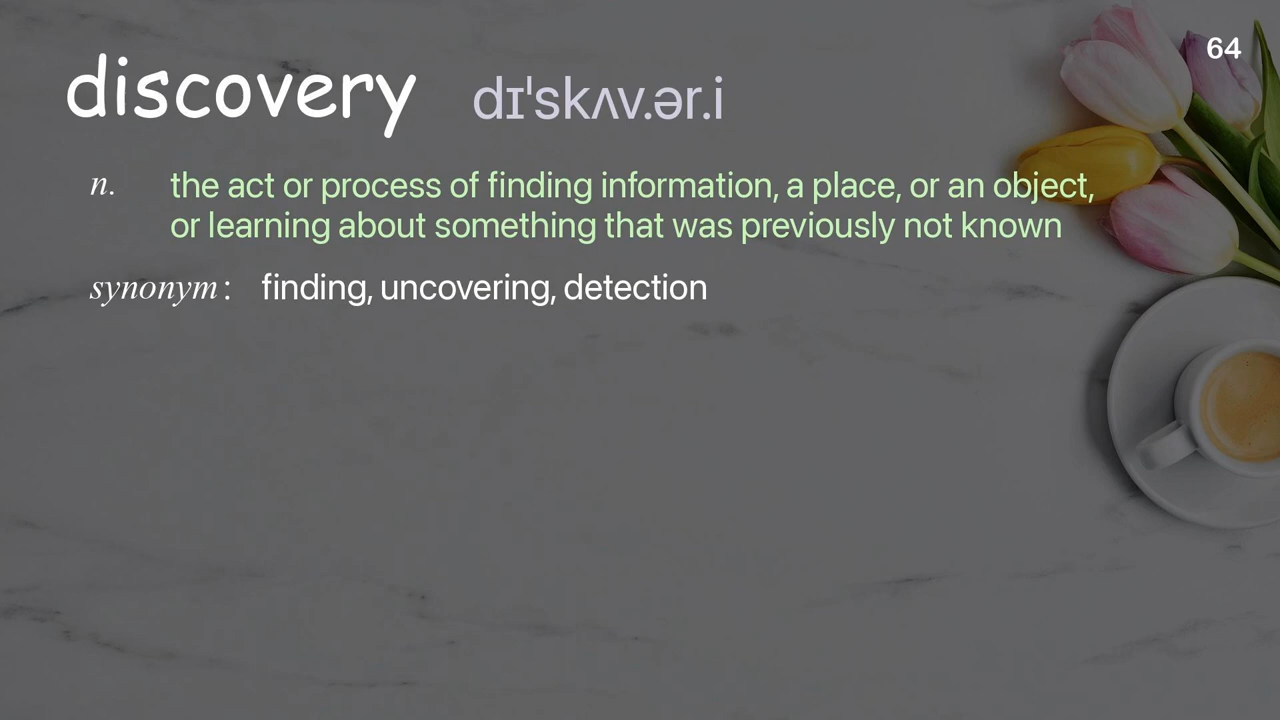 64
discovery dɪˈskʌv.ər.i
n. the act or process of finding information, a place, or an object,
or learning about something that was previously not known
synonym: finding, uncovering, detection